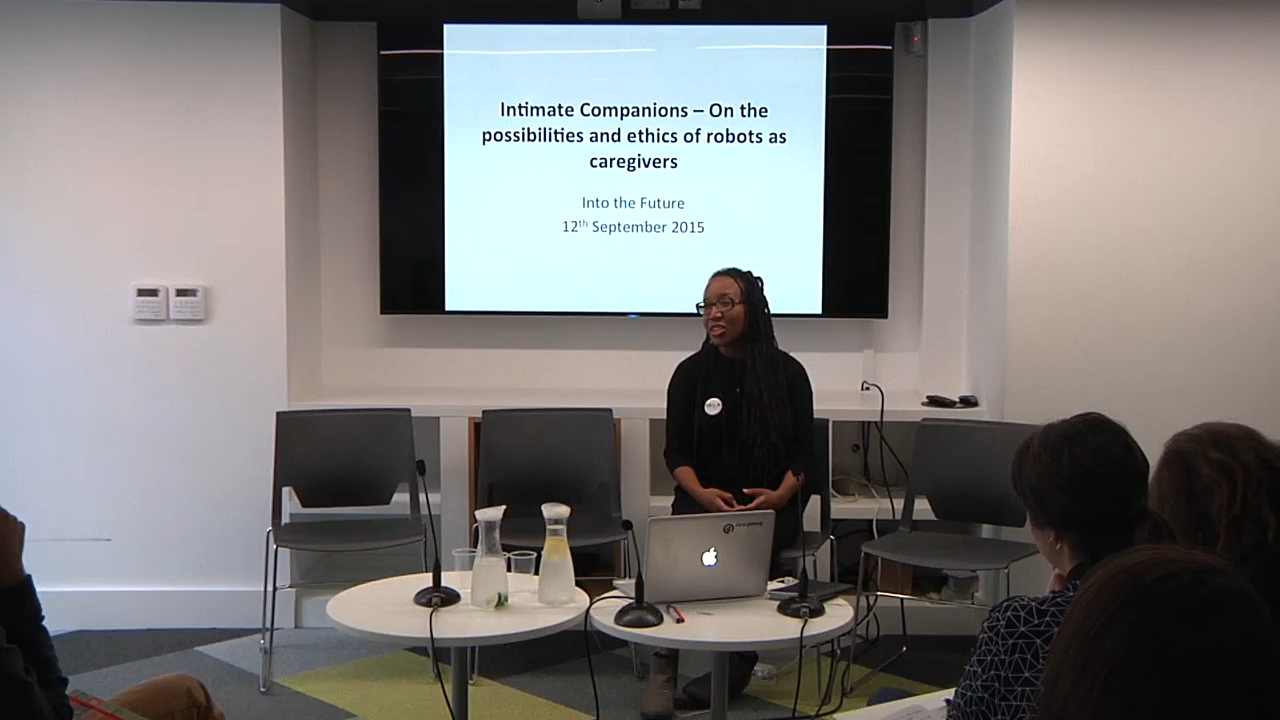 Intimate Companions – On the
possibilities and ethics of robots as
caregivers
Into the Future
12th September 2015